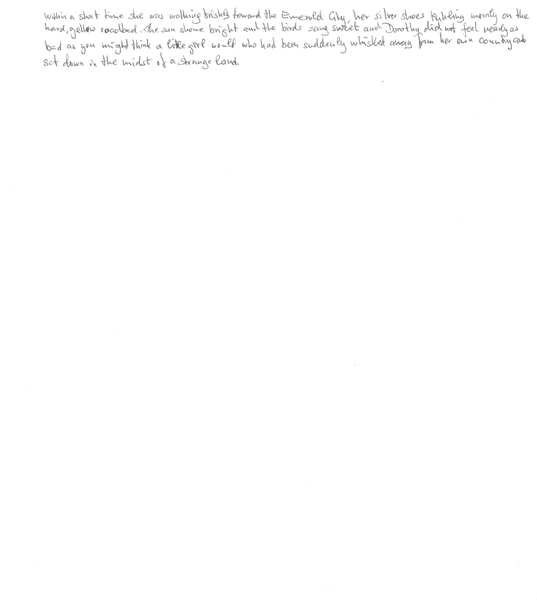 Within a short time she was walking briskly toward the Emerald City, her silver shoes tinkling merrily on the
hard, yellow roadbed. The sun shone bright and the birds sang sweet and Dorothy did not feel nearly as
bad as you might think a little girl would who had been suddenly whisked away from her own country and
set down in the midst of a strange land.